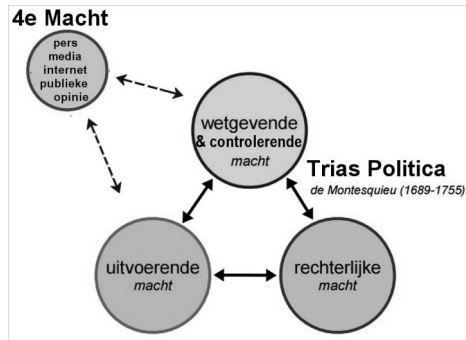 4e Macht
pers
media
internet
publieke
opinie
wetgevende
& controlerende
macht
Trias Politica
de Montesquieu (1689-1755)
uitvoerende
macht
rechterlijke
macht